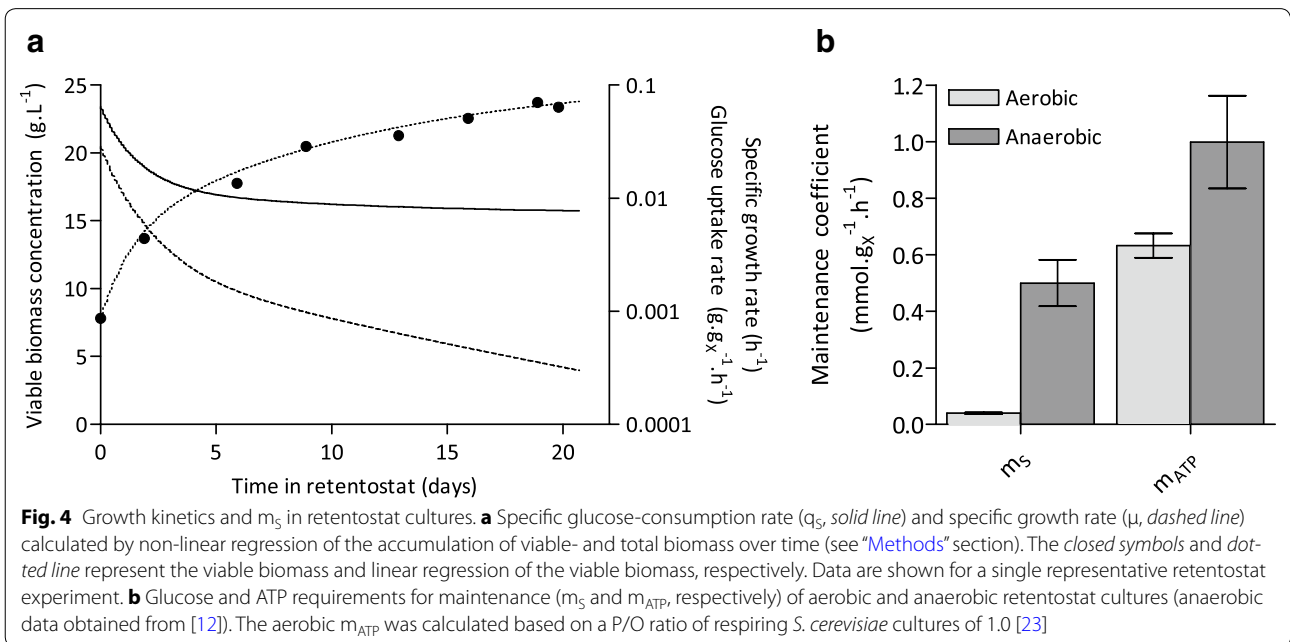 a
b
Viable biomass concentration (g.L⁻¹)
25
20
15
10
5
0
0
5
10
15
20
Time in retentostat (days)
0.1
0.01
0.001
0.0001
Specific growth rate (h⁻¹)
Glucose uptake rate (g.gₓ⁻¹.h⁻¹)
Maintenance coefficient
(mmol.gₓ⁻¹.h⁻¹)
1.2
1.0
0.8
0.6
0.4
0.2
0.0
Aerobic
Anaerobic
m_S
m_ATP
Fig. 4 Growth kinetics and m_S in retentostat cultures. a Specific glucose-consumption rate (q_S, solid line) and specific growth rate (μ, dashed line)
calculated by non-linear regression of the accumulation of viable- and total biomass over time (see “Methods” section). The closed symbols and dot-
ted line represent the viable biomass and linear regression of the viable biomass, respectively. Data are shown for a single representative retentostat
experiment. b Glucose and ATP requirements for maintenance (m_S and m_ATP, respectively) of aerobic and anaerobic retentostat cultures (anaerobic
data obtained from [12]). The aerobic m_ATP was calculated based on a P/O ratio of respiring S. cerevisiae cultures of 1.0 [23]